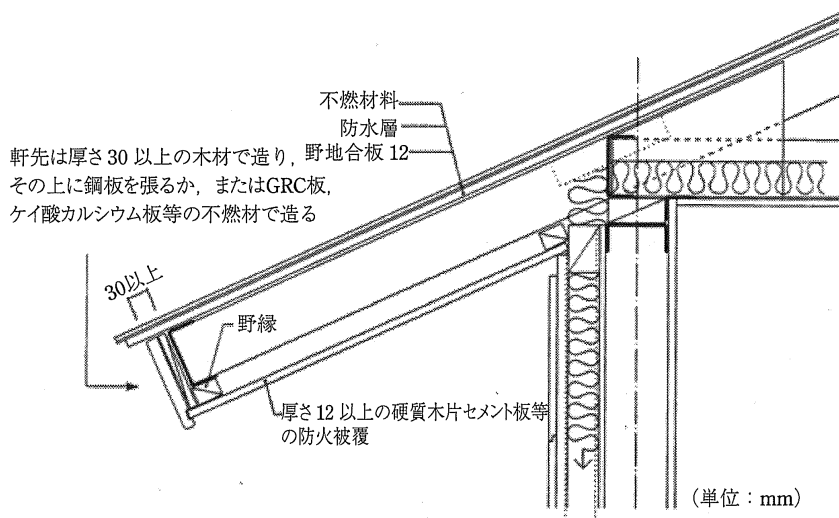 不燃材料
防水層
野地合板 12
軒先は厚さ30 以上の木材で造り,
その上に鋼板を張るか, またはGRC板,
ケイ酸カルシウム板等の不燃材で造る
30以上
野縁
厚さ12 以上の硬質木片セメント板等
の防火被覆
(単位:mm)